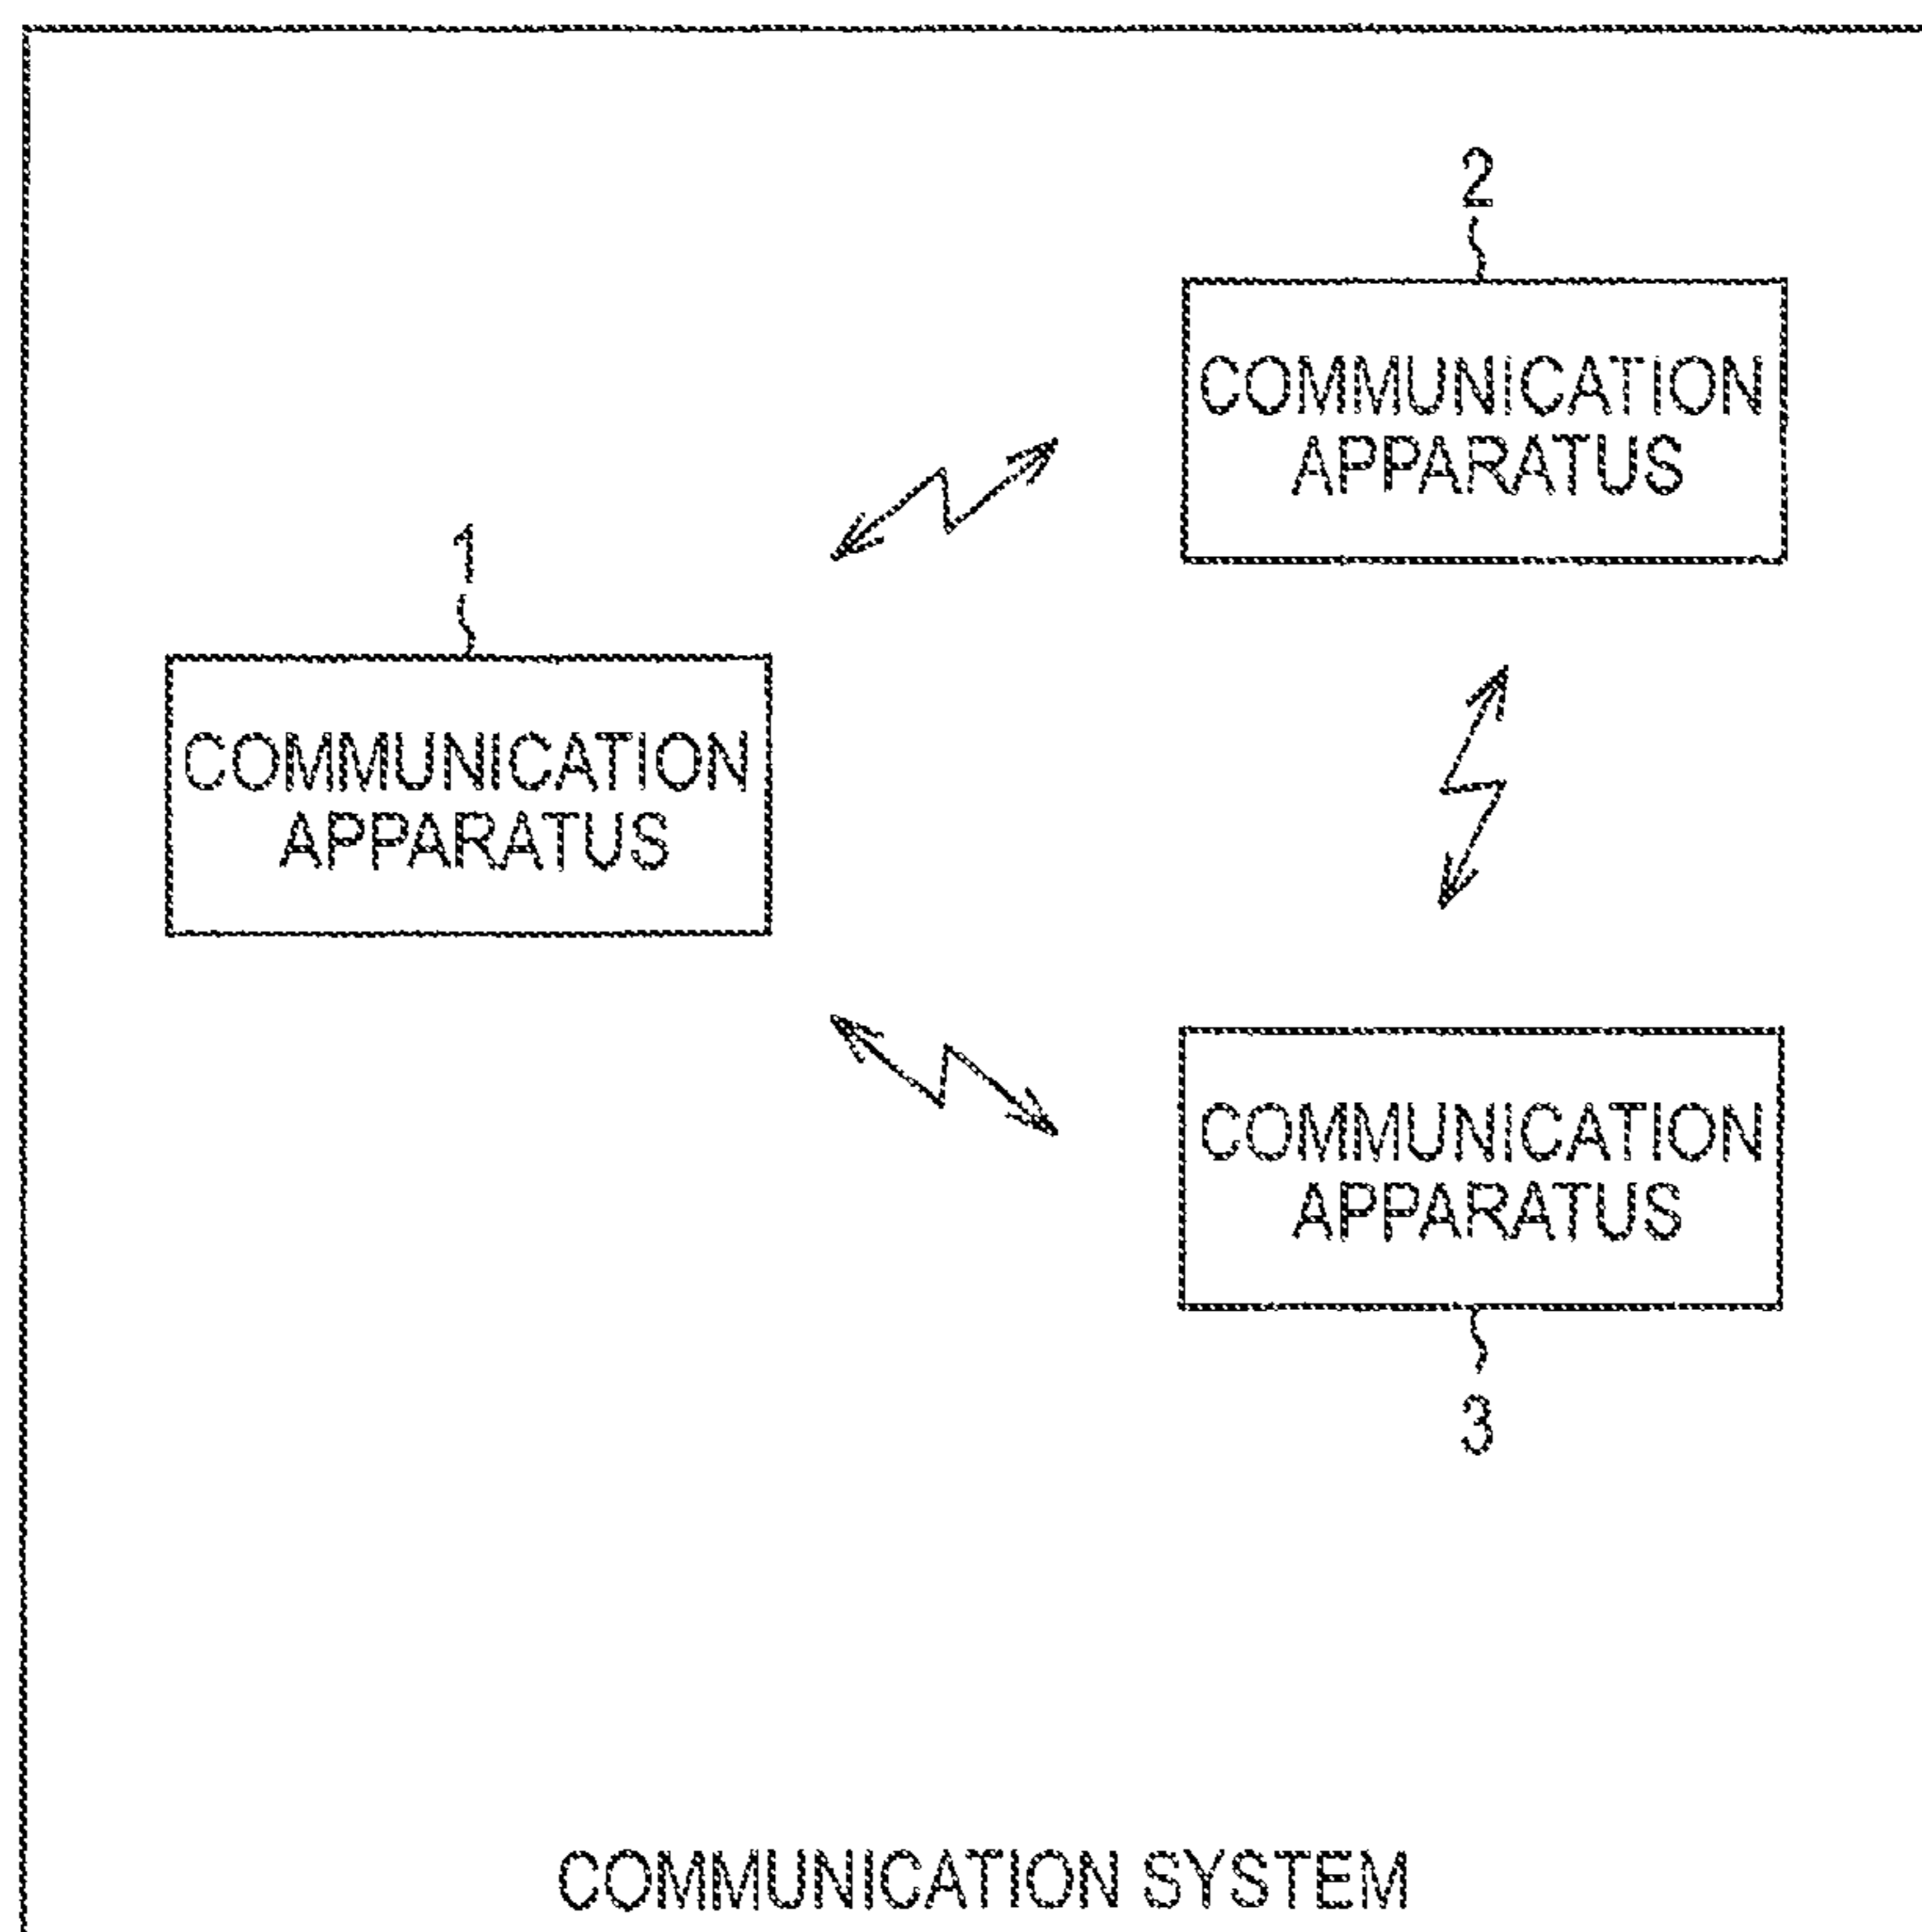 2
COMMUNICATION
APPARATUS
1
COMMUNICATION
APPARATUS
COMMUNICATION
APPARATUS
3
COMMUNICATION SYSTEM